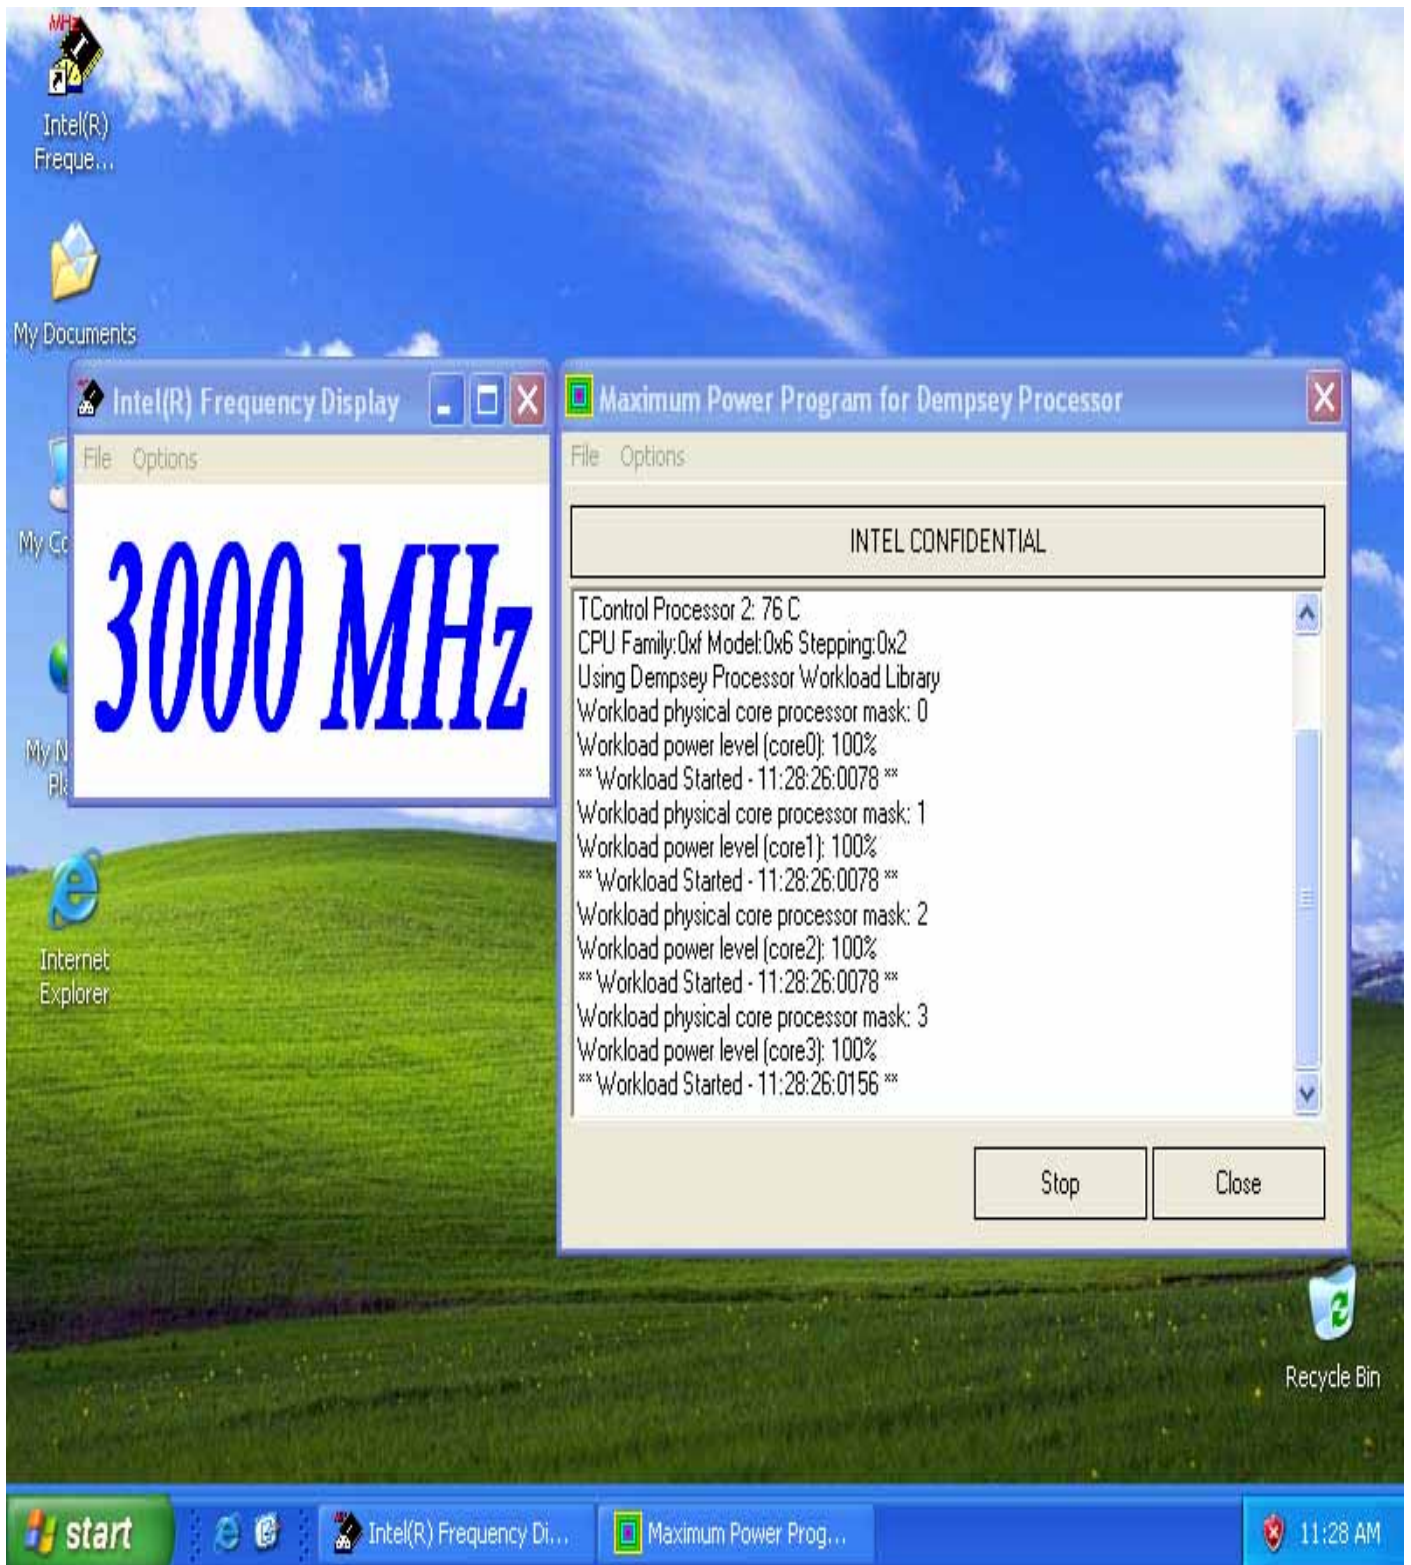 MHz
Intel(R)
Freque...
My Documents
Intel(R) Frequency Display
File Options
3000 MHz
Maximum Power Program for Dempsey Processor
File Options
INTEL CONFIDENTIAL
TControl Processor 2: 76 C
CPU Family:0xf Model:0x6 Stepping:0x2
Using Dempsey Processor Workload Library
Workload physical core processor mask: 0
Workload power level (core0): 100%
** Workload Started - 11:28:26:0078 **
Workload physical core processor mask: 1
Workload power level (core1): 100%
** Workload Started - 11:28:26:0078 **
Workload physical core processor mask: 2
Workload power level (core2): 100%
** Workload Started - 11:28:26:0078 **
Workload physical core processor mask: 3
Workload power level (core3): 100%
** Workload Started - 11:28:26:0156 **
Stop Close
My
My
Internet
Explorer
Recycle Bin
start
Intel(R) Frequency Di...
Maximum Power Prog...
11:28 AM